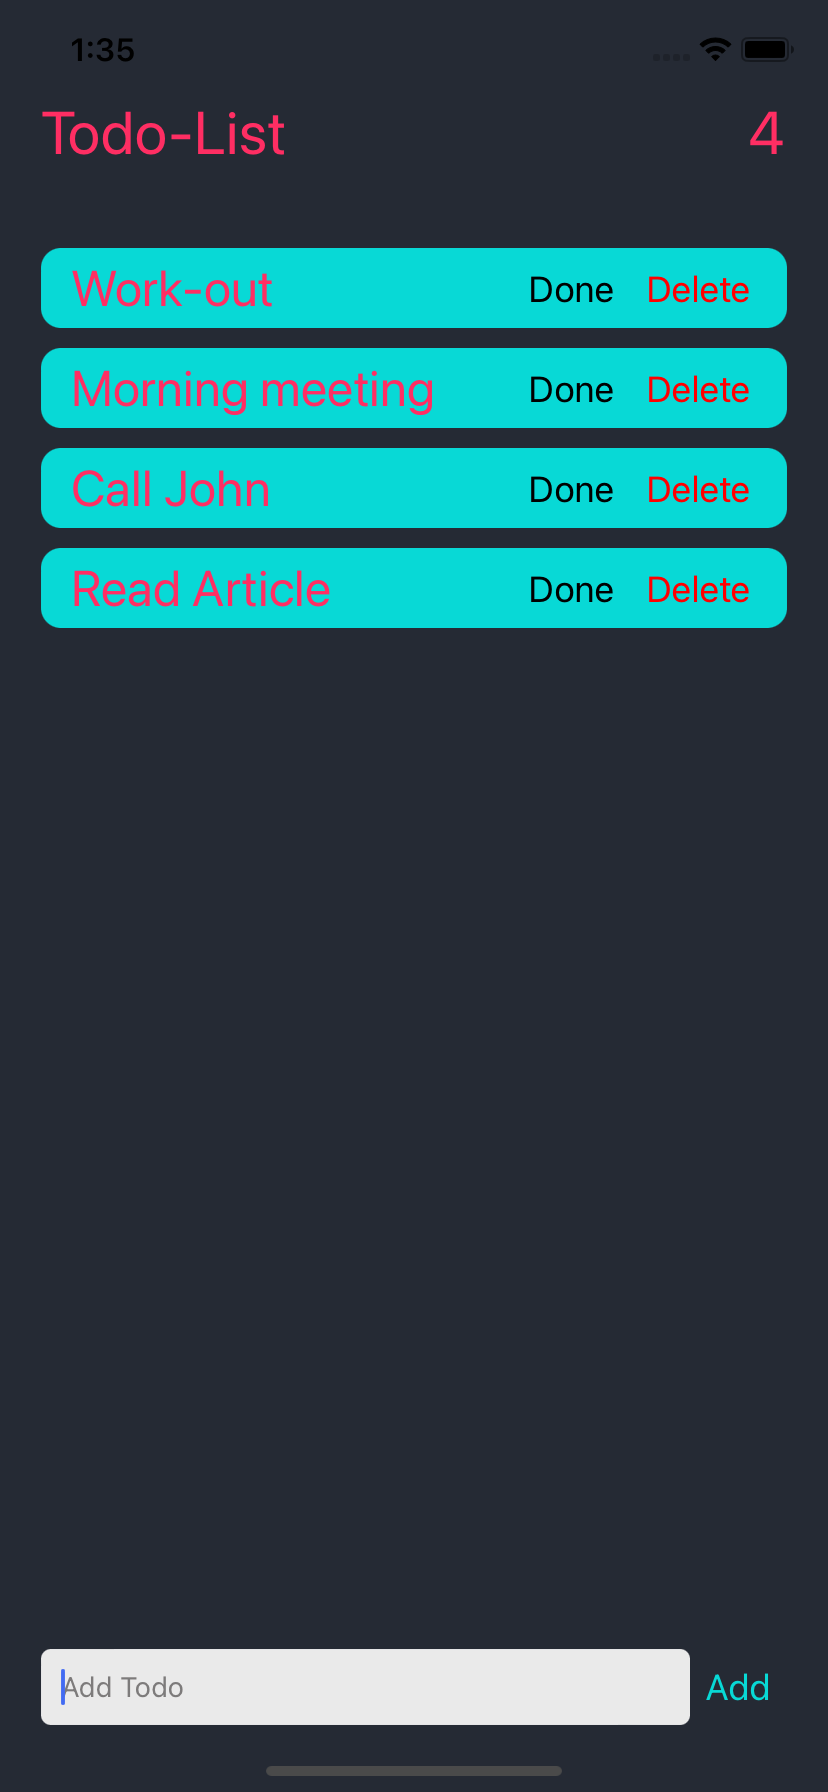 1:35
Todo-List 4
Work-out Done Delete
Morning meeting Done Delete
Call John Done Delete
Read Article Done Delete
Add Todo Add